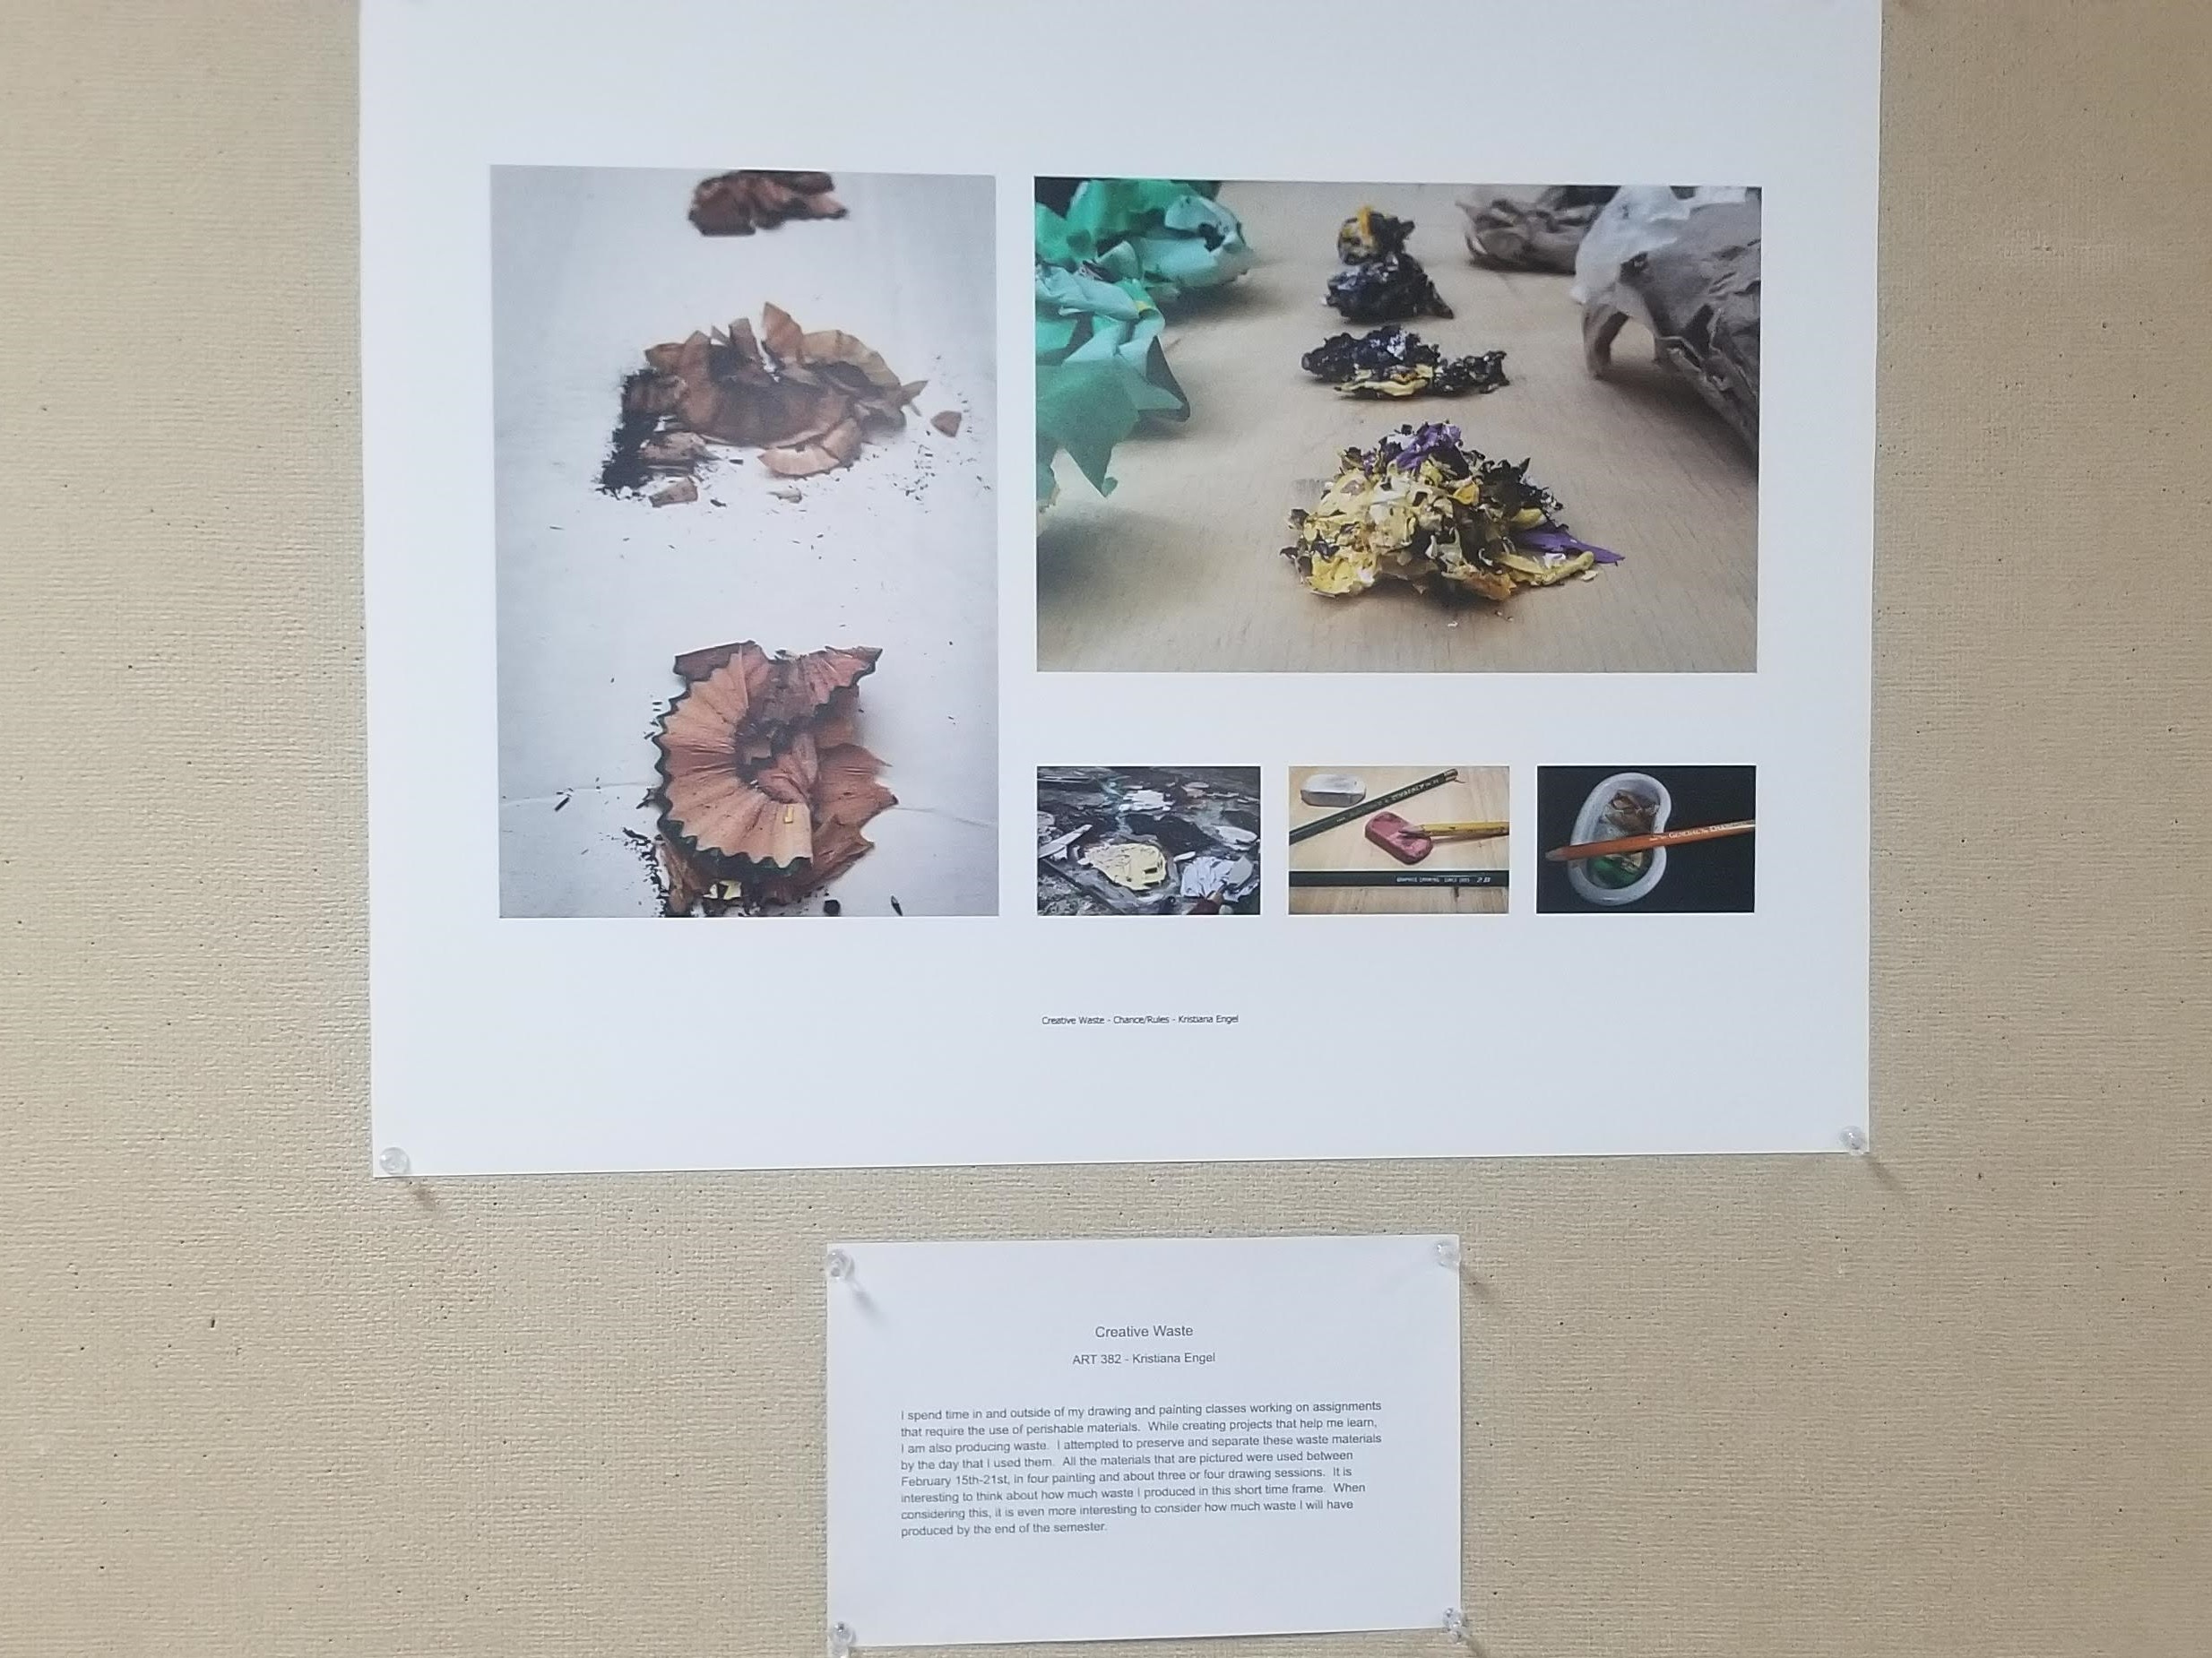 GENERAL'S
2B
Creative Waste - Chance/Rules - Kristiana Engel
Creative Waste
ART 382 - Kristiana Engel
I spend time in and outside of my drawing and painting classes working on assignments
that require the use of perishable materials.  While creating projects that help me learn,
I am also producing waste.  I attempted to preserve and separate these waste materials
by the day that I used them.  All the materials that are pictured were used between
February 15th-21st, in four painting and about three or four drawing sessions.  It is
interesting to think about how much waste I produced in this short time frame.  When
considering this, it is even more interesting to consider how much waste I will have
produced by the end of the semester.